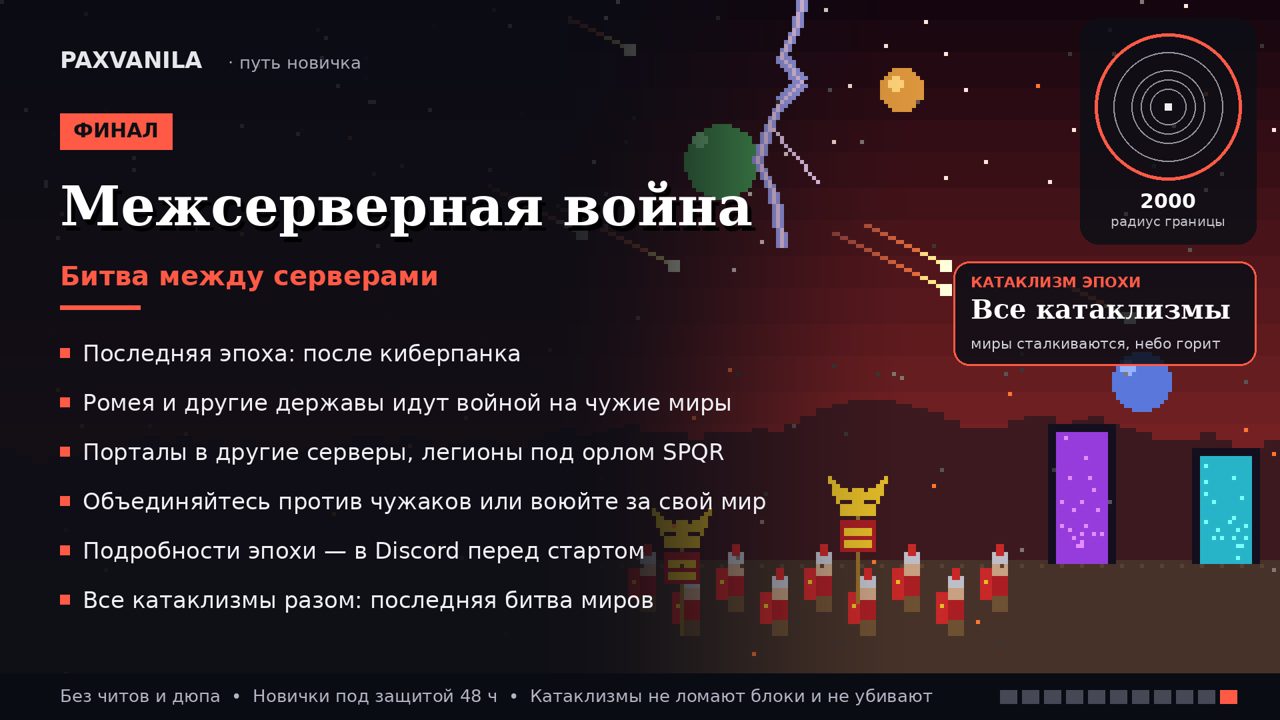 PAXVANILA · путь новичка
ФИНАЛ
Межсерверная война
Битва между серверами
Последняя эпоха: после киберпанка
Ромея и другие державы идут войной на чужие миры
Порталы в другие серверы, легионы под орлом SPQR
Объединяйтесь против чужаков или воюйте за свой мир
Подробности эпохи — в Discord перед стартом
Все катаклизмы разом: последняя битва миров
2000
радиус границы
КАТАКЛИЗМ ЭПОХИ
Все катаклизмы
миры сталкиваются, небо горит
Без читов и дюпа • Новички под защитой 48 ч • Катаклизмы не ломают блоки и не убивают